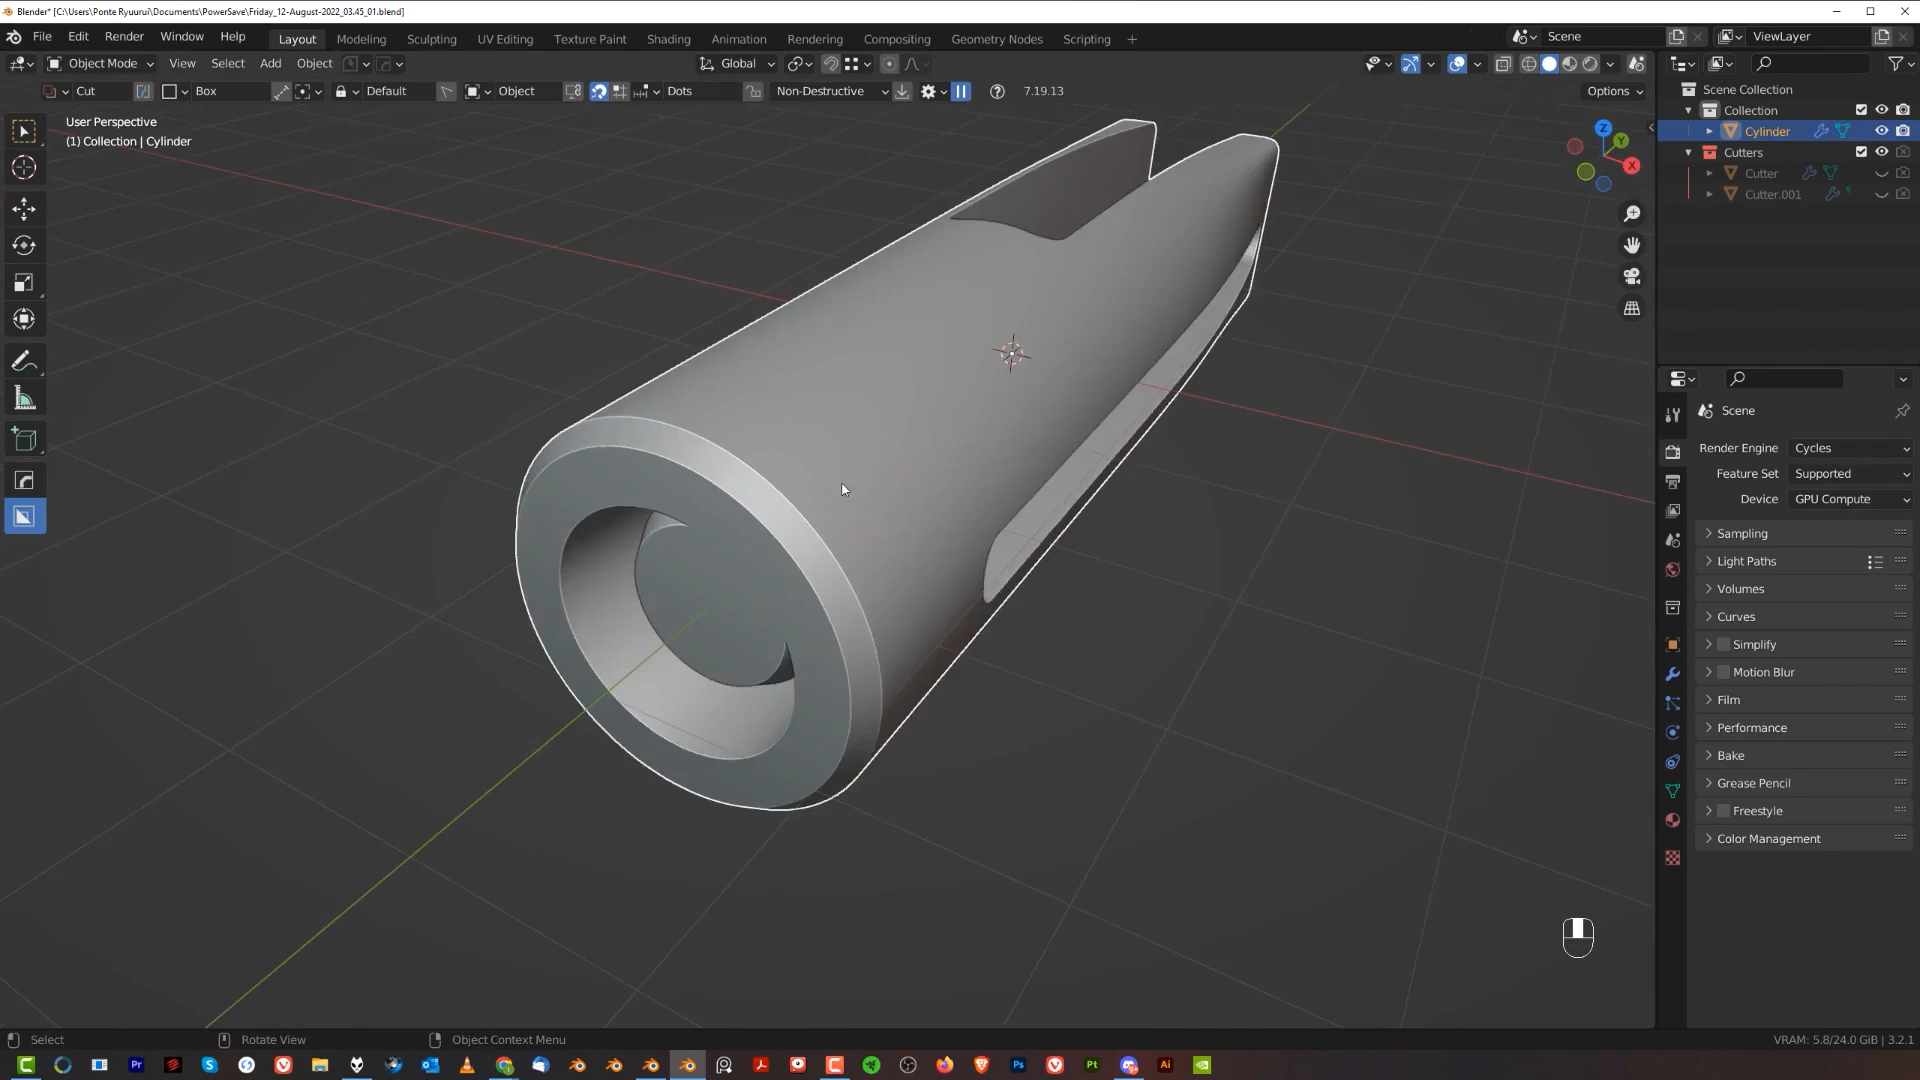 Blender* [C:\Users\Ponte Ryuurui\Documents\PowerSave\Friday_12-August-2022_03.45_01.blend]
File Edit Render Window Help Layout Modeling Sculpting UV Editing Texture Paint Shading Animation Rendering Compositing Geometry Nodes Scripting + Scene ViewLayer
Object Mode View Select Add Object Global
Cut Box Default Object Dots Non-Destructive 7.19.13 Options
User Perspective
(1) Collection | Cylinder
Z
Y
X
Scene Collection
Collection
Cylinder
Cutters
Cutter
Cutter.001
Scene
Render Engine Cycles
Feature Set Supported
Device GPU Compute
Sampling
Light Paths
Volumes
Curves
Simplify
Motion Blur
Film
Performance
Bake
Grease Pencil
Freestyle
Color Management
Select Rotate View Object Context Menu VRAM: 5.8/24.0 GiB | 3.2.1
Pr S Ps Pt Ai